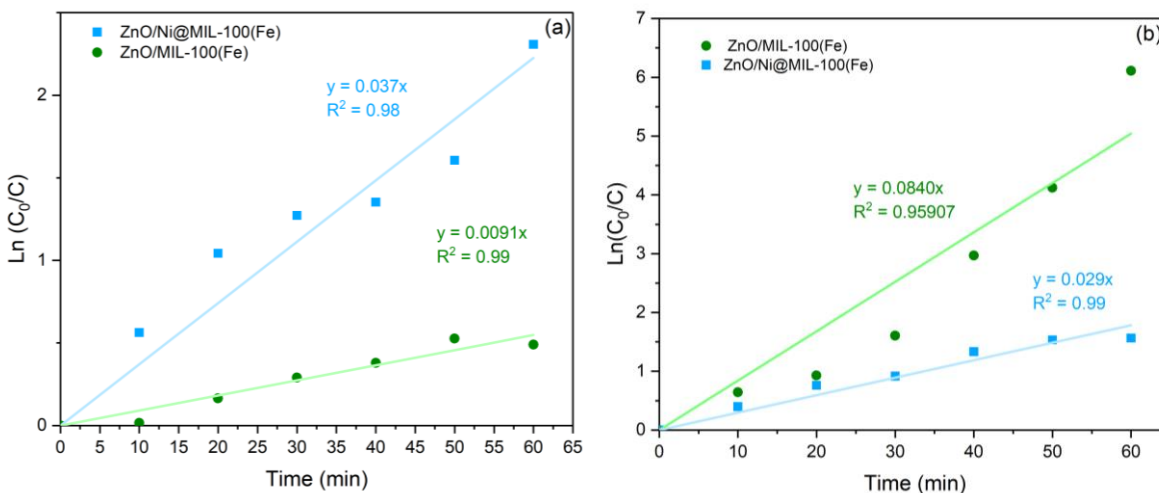 (a)
ZnO/Ni@MIL-100(Fe)
ZnO/MIL-100(Fe)
y = 0.037x
R² = 0.98
y = 0.0091x
R² = 0.99
Ln (C₀/C)
2
1
0
0 5 10 15 20 25 30 35 40 45 50 55 60 65
Time (min)
(b)
ZnO/MIL-100(Fe)
ZnO/Ni@MIL-100(Fe)
y = 0.0840x
R² = 0.95907
y = 0.029x
R² = 0.99
Ln(C₀/C)
7
6
5
4
3
2
1
0
0 10 20 30 40 50 60
Time (min)